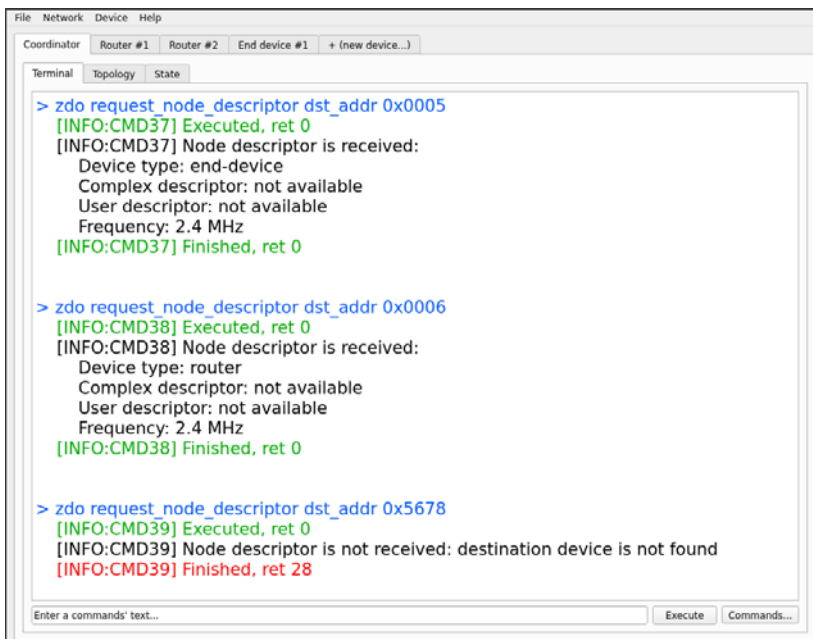 File Network Device Help
Coordinator Router #1 Router #2 End device #1 + (new device...)
Terminal Topology State
> zdo request_node_descriptor dst_addr 0x0005
[INFO:CMD37] Executed, ret 0
[INFO:CMD37] Node descriptor is received:
Device type: end-device
Complex descriptor: not available
User descriptor: not available
Frequency: 2.4 MHz
[INFO:CMD37] Finished, ret 0
> zdo request_node_descriptor dst_addr 0x0006
[INFO:CMD38] Executed, ret 0
[INFO:CMD38] Node descriptor is received:
Device type: router
Complex descriptor: not available
User descriptor: not available
Frequency: 2.4 MHz
[INFO:CMD38] Finished, ret 0
> zdo request_node_descriptor dst_addr 0x5678
[INFO:CMD39] Executed, ret 0
[INFO:CMD39] Node descriptor is not received: destination device is not found
[INFO:CMD39] Finished, ret 28
Enter a commands' text... Execute Commands...